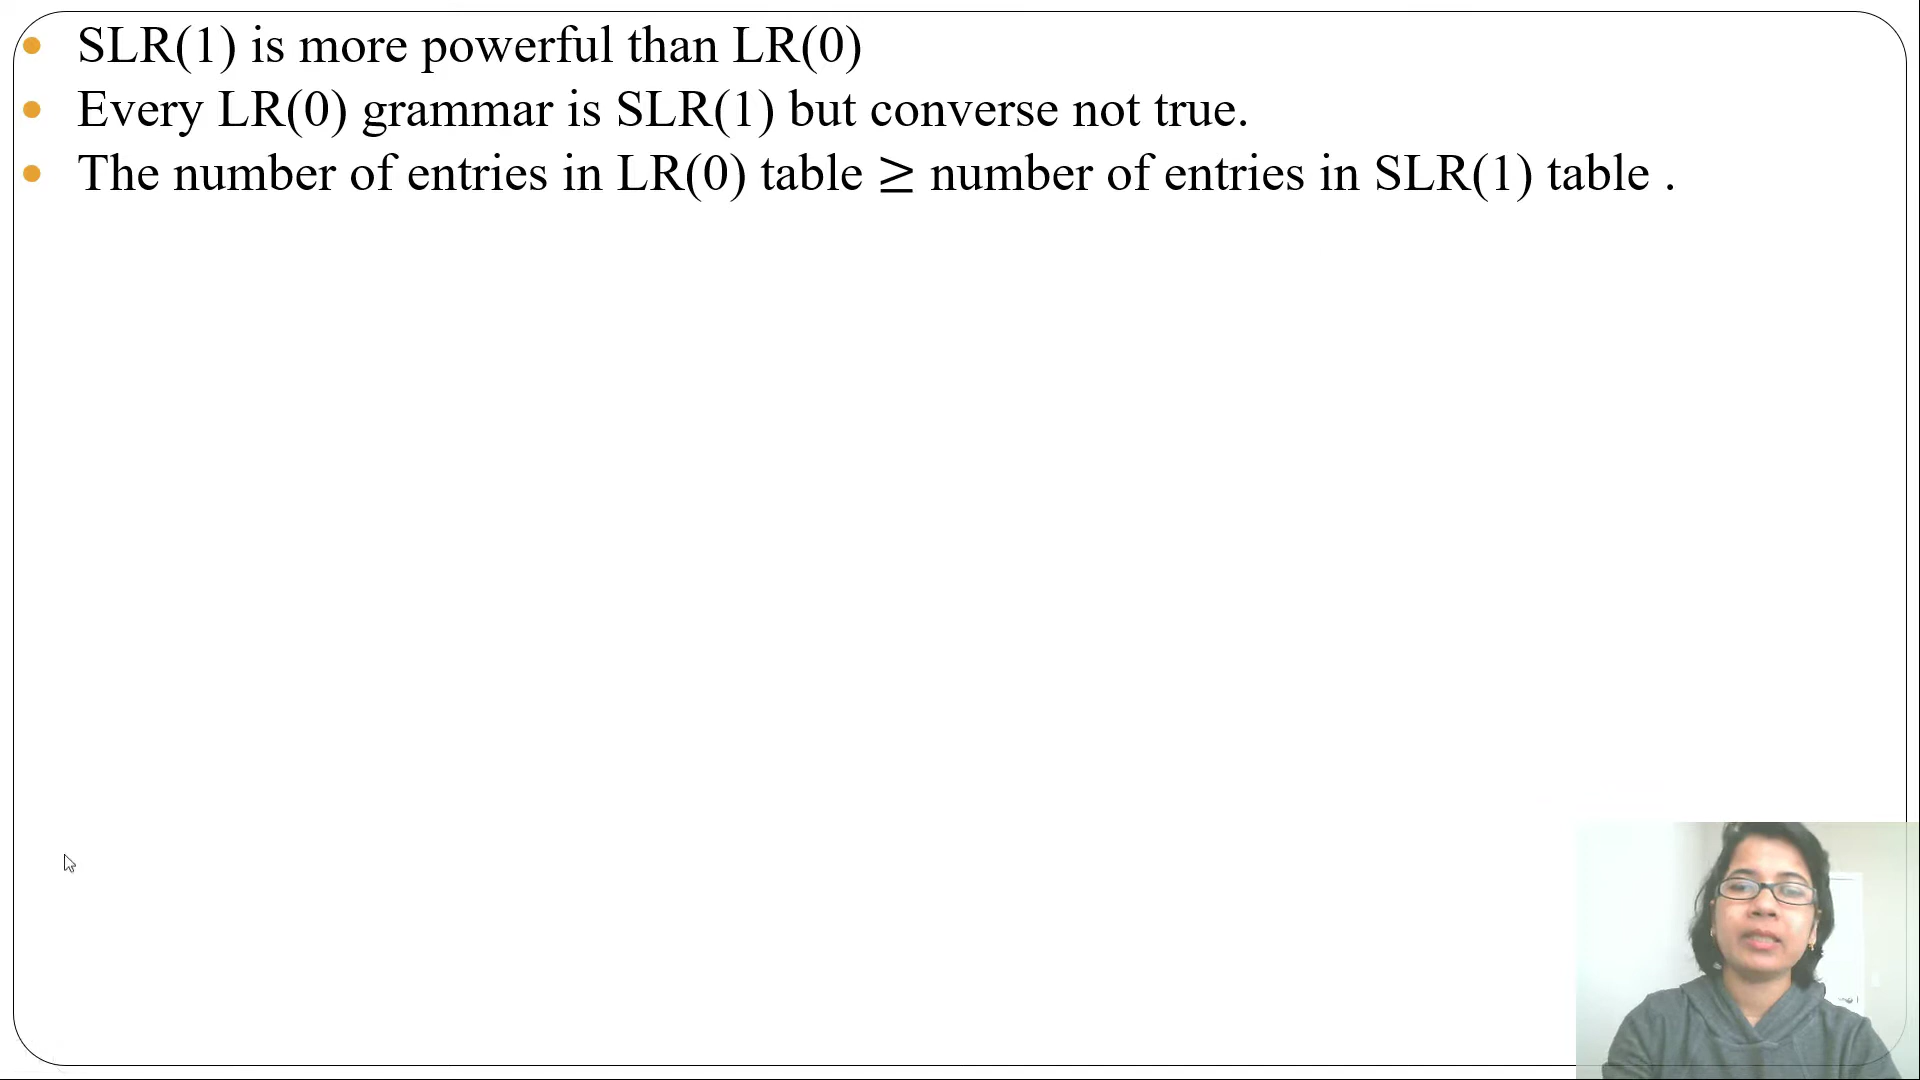 SLR(1) is more powerful than LR(0)
Every LR(0) grammar is SLR(1) but converse not true.
The number of entries in LR(0) table ≥ number of entries in SLR(1) table .